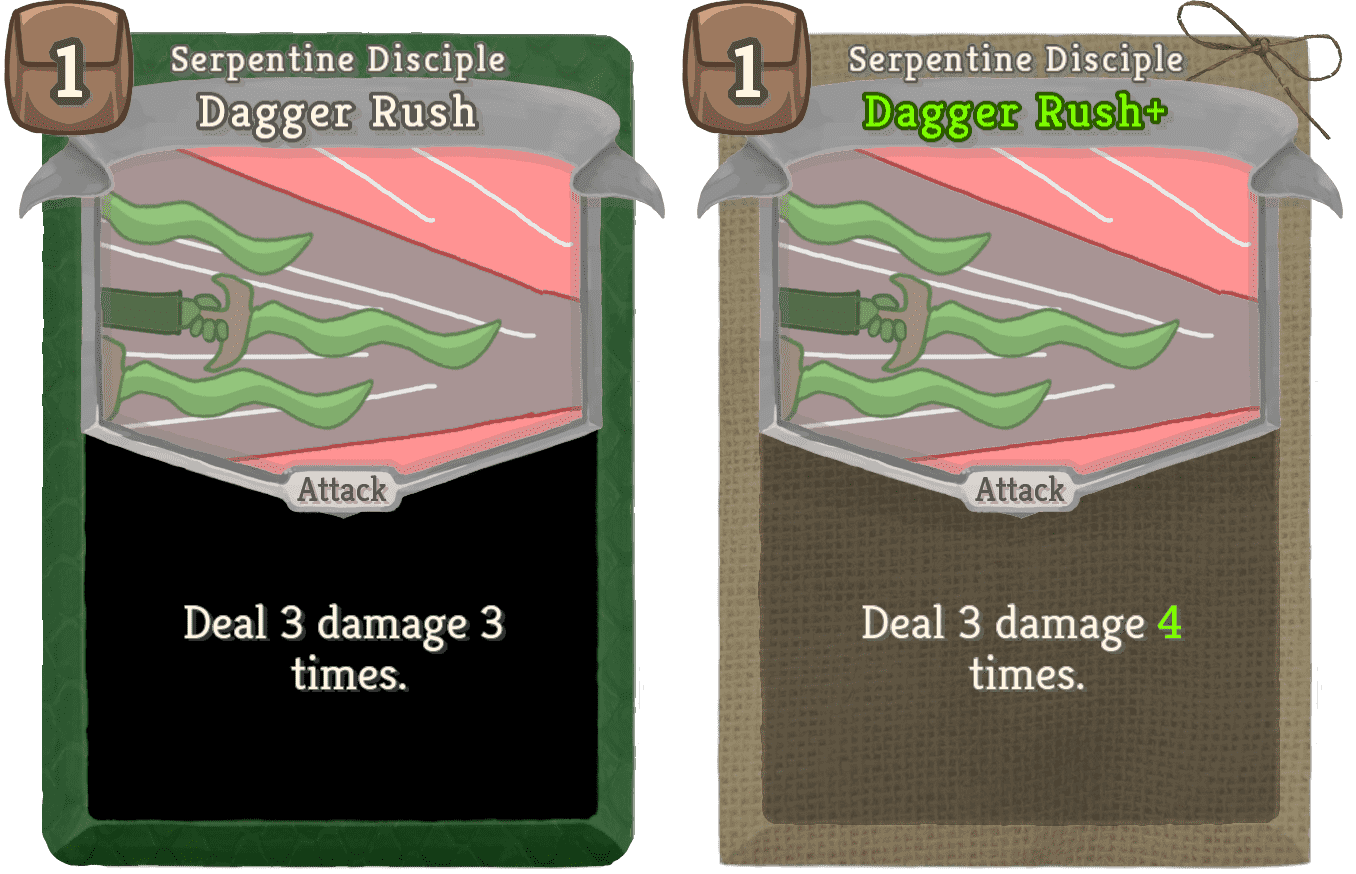 1
Serpentine Disciple
Dagger Rush
Attack
Deal 3 damage 3
times.
1
Serpentine Disciple
Dagger Rush+
Attack
Deal 3 damage 4
times.